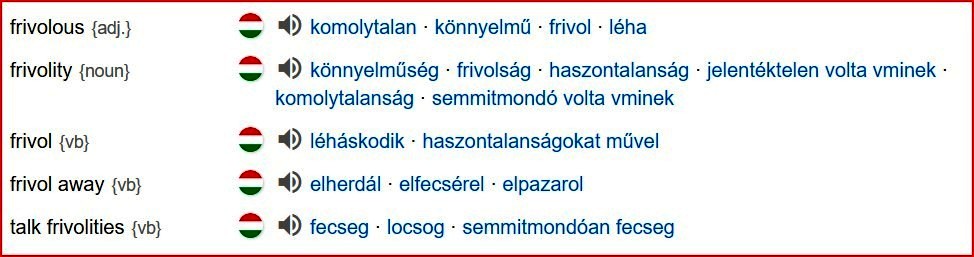 frivolous {adj.} komolytalan · könnyelmű · frivol · léha
frivolity {noun} könnyelműség · frivolság · haszontalanság · jelentéktelen volta vminek ·
komolytalanság · semmitmondó volta vminek
frivol {vb} léháskodik · haszontalanságokat művel
frivol away {vb} elherdál · elfecsérel · elpazarol
talk frivolities {vb} fecseg · locsog · semmitmondóan fecseg